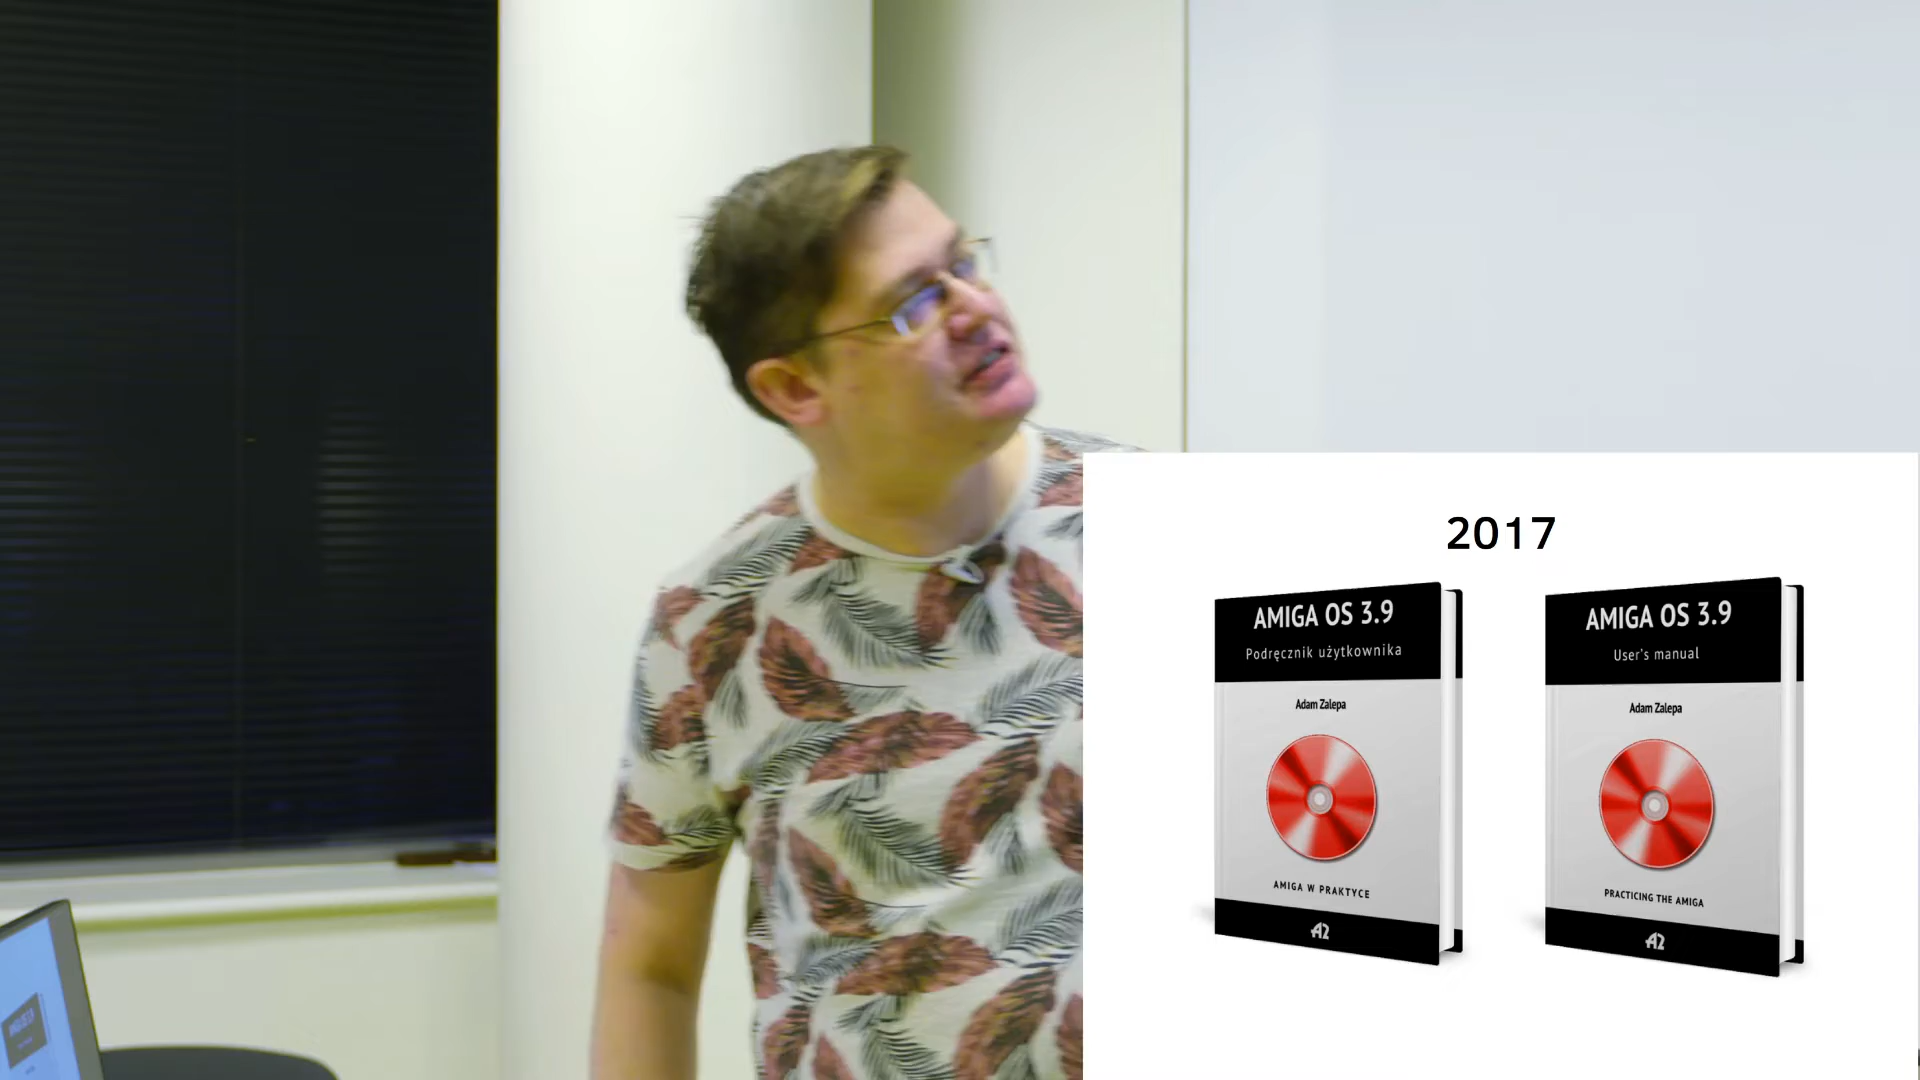 2017
AMIGA OS 3.9
Podręcznik użytkownika
Adam Zalepa
AMIGA W PRAKTYCE
A2
AMIGA OS 3.9
User's manual
Adam Zalepa
PRACTICING THE AMIGA
A2